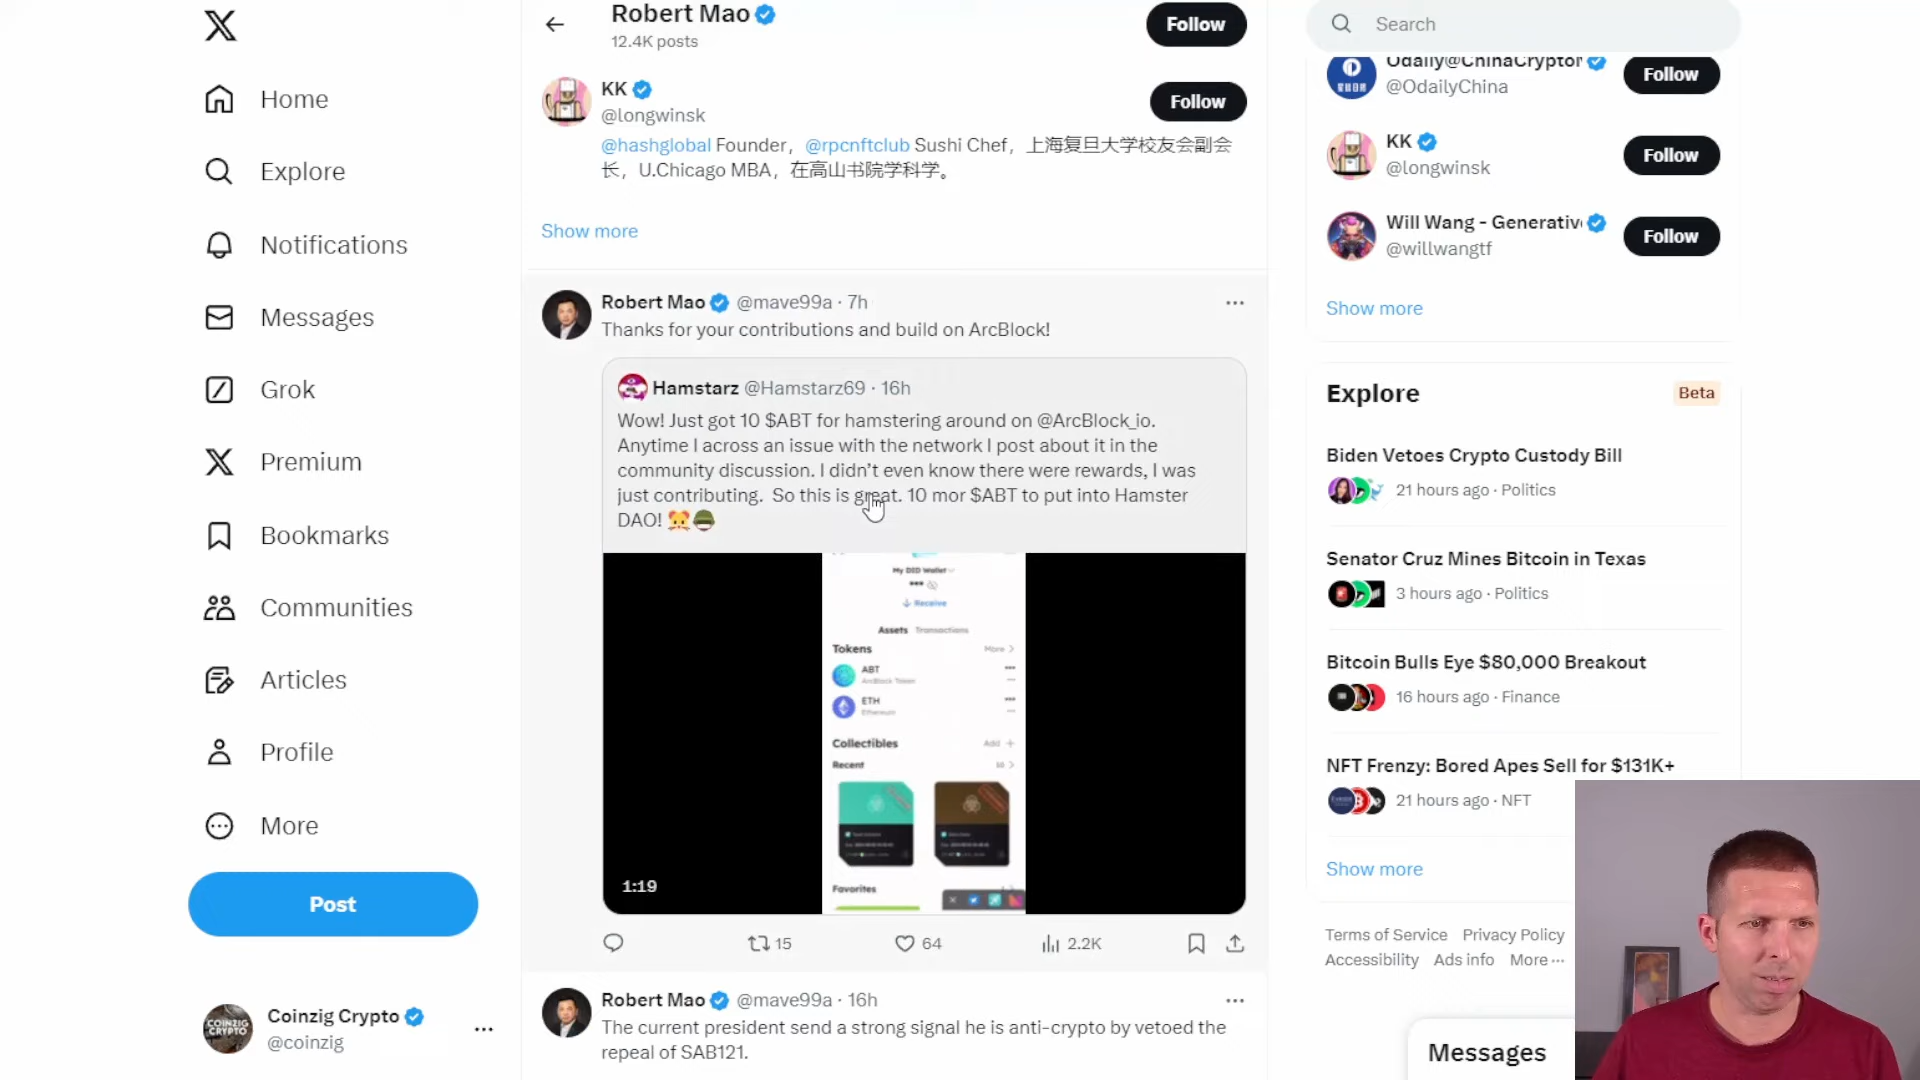 Home
Explore
Notifications
Messages
Grok
Premium
Bookmarks
Communities
Articles
Profile
More
Post
COINZIG
CRYPTO
Coinzig Crypto
@coinzig
Robert Mao
12.4K posts
Follow
KK
@longwinsk
Follow
@hashglobal Founder，@rpcnftclub Sushi Chef，上海复旦大学校友会副会
长，U.Chicago MBA，在高山书院学科学。
Show more
Robert Mao @mave99a · 7h
Thanks for your contributions and build on ArcBlock!
Hamstarz @Hamstarz69 · 16h
Wow! Just got 10 $ABT for hamstering around on @ArcBlock_io.
Anytime I across an issue with the network I post about it in the
community discussion. I didn’t even know there were rewards, I was
just contributing.  So this is great. 10 mor $ABT to put into Hamster
DAO! 🐹🪖
My DID Wallet
Receive
Assets Transactions
Tokens More
ABT
ArcBlock Token
ETH
Ethereum
Collectibles Add +
Recent
Favorites
1:19
15
64
2.2K
Robert Mao @mave99a · 16h
The current president send a strong signal he is anti-crypto by vetoed the
repeal of SAB121.
Search
@OdailyChina
Follow
KK
@longwinsk
Follow
Will Wang - Generativ
@willwangtf
Follow
Show more
Explore
Beta
Biden Vetoes Crypto Custody Bill
21 hours ago · Politics
Senator Cruz Mines Bitcoin in Texas
3 hours ago · Politics
Bitcoin Bulls Eye $80,000 Breakout
16 hours ago · Finance
NFT Frenzy: Bored Apes Sell for $131K+
21 hours ago · NFT
Show more
Terms of Service Privacy Policy
Accessibility Ads info More ···
Messages